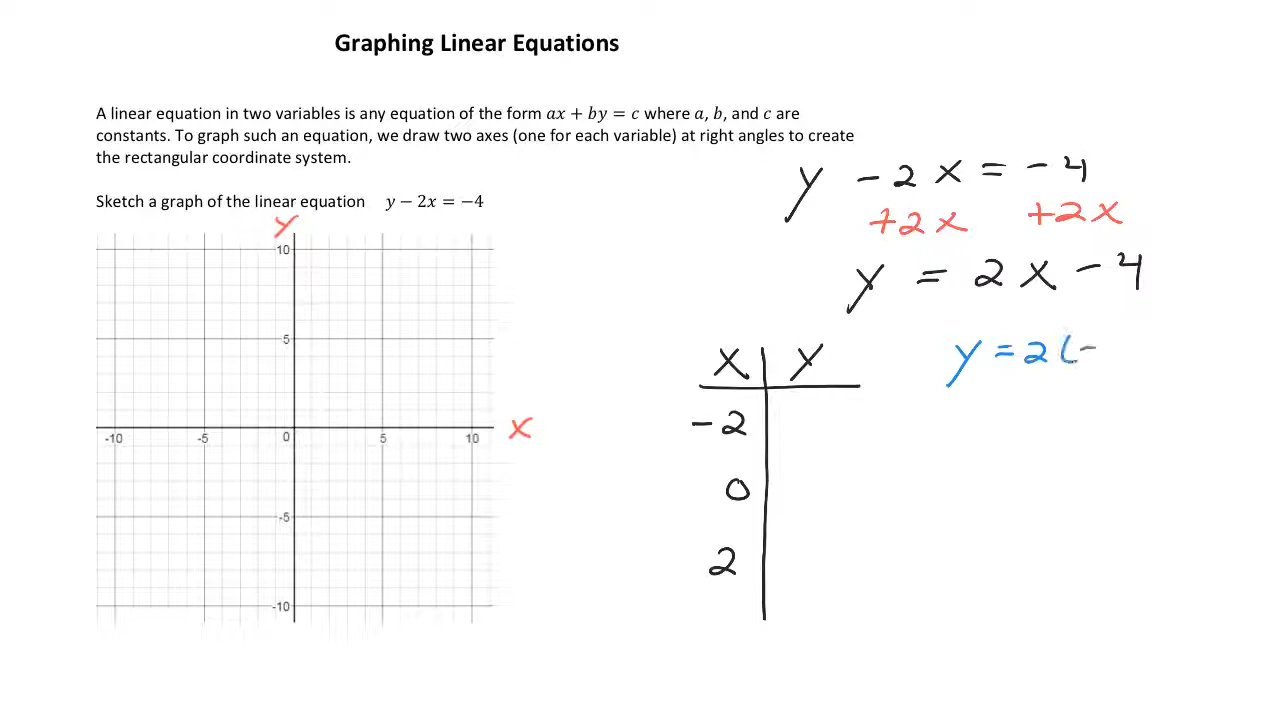 Graphing Linear Equations
A linear equation in two variables is any equation of the form ax + by = c where a, b, and c are
constants. To graph such an equation, we draw two axes (one for each variable) at right angles to create
the rectangular coordinate system.
Sketch a graph of the linear equation y − 2x = −4
y
10
5
-10 -5 0 5 10 x
-5
-10
y − 2x = −4
+2x +2x
y = 2x − 4
x y
−2
0
2
y = 2(−